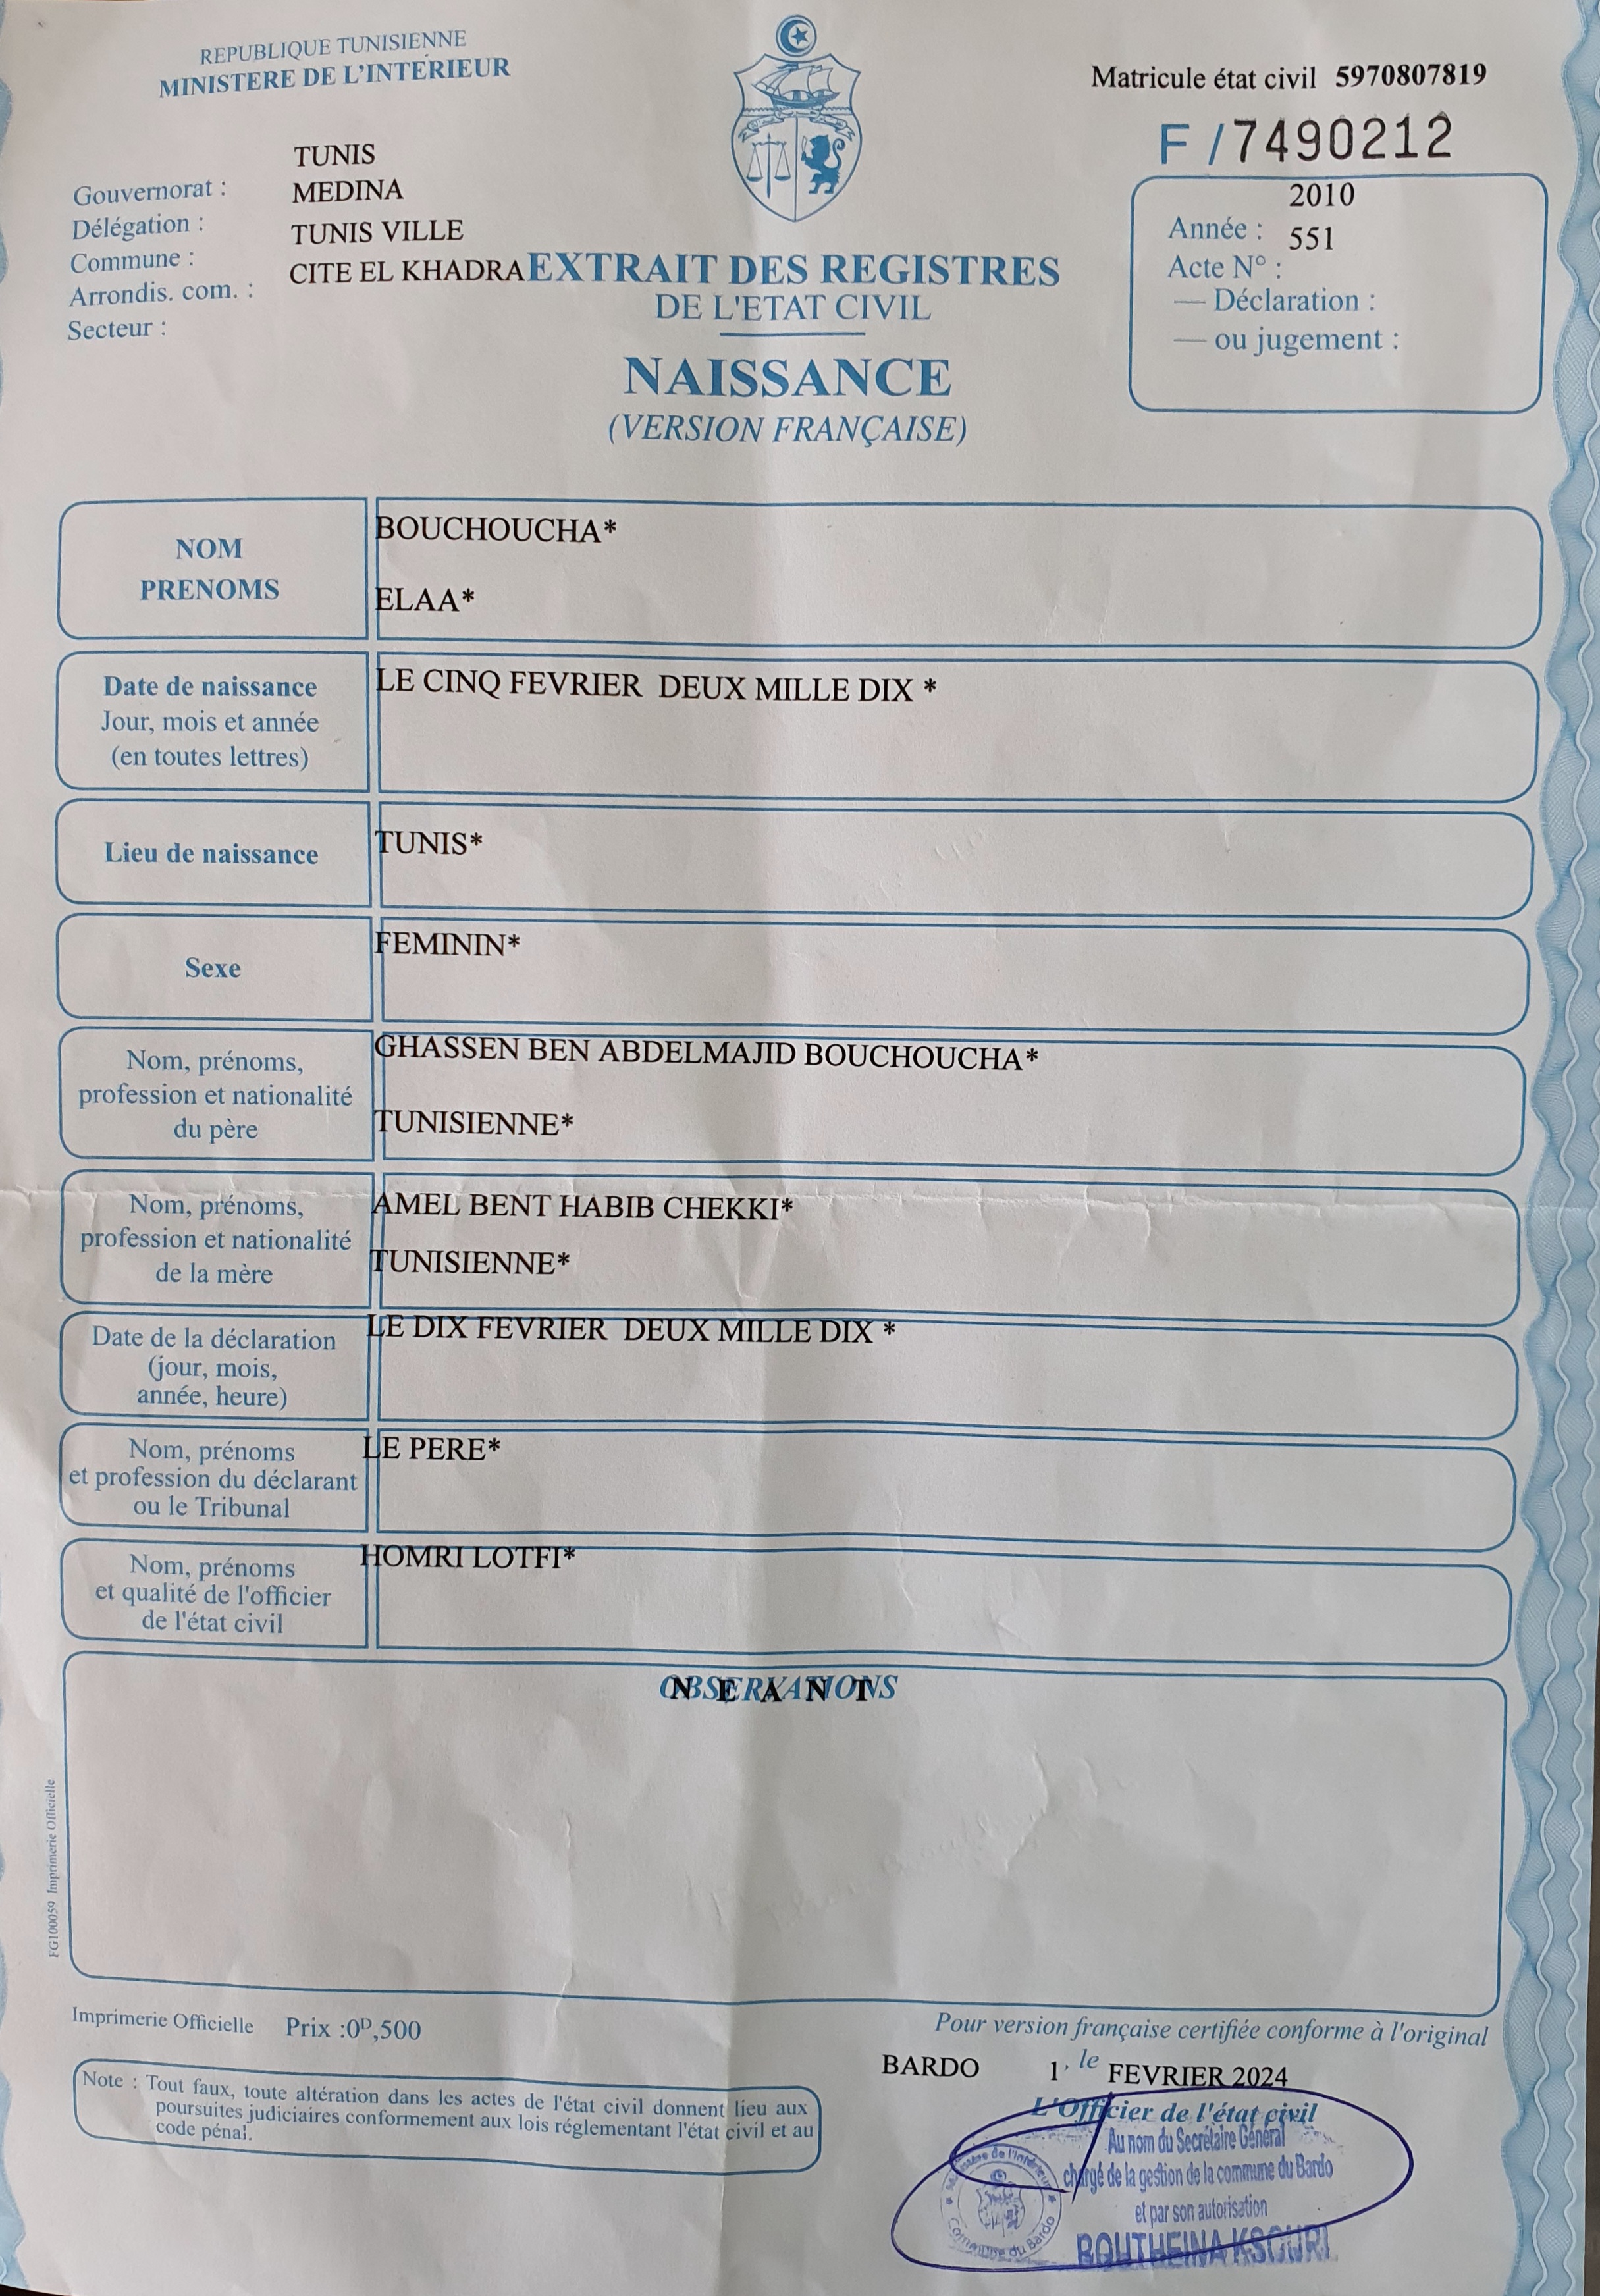 REPUBLIQUE TUNISIENNE
MINISTERE DE L'INTERIEUR
Matricule état civil 5970807819
F / 7490212
TUNIS
Gouvernorat : MEDINA
Délégation : TUNIS VILLE
Commune : CITE EL KHADRA
Arrondis. com. :
Secteur :
2010
Année : 551
Acte N° :
— Déclaration :
— ou jugement :
EXTRAIT DES REGISTRES
DE L'ETAT CIVIL
NAISSANCE
(VERSION FRANÇAISE)
NOM
PRENOMS
BOUCHOUCHA*
ELAA*
Date de naissance
Jour, mois et année
(en toutes lettres)
LE CINQ FEVRIER DEUX MILLE DIX *
Lieu de naissance
TUNIS*
Sexe
FEMININ*
Nom, prénoms,
profession et nationalité
du père
GHASSEN BEN ABDELMAJID BOUCHOUCHA*
TUNISIENNE*
Nom, prénoms,
profession et nationalité
de la mère
AMEL BENT HABIB CHEKKI*
TUNISIENNE*
Date de la déclaration
(jour, mois,
année, heure)
LE DIX FEVRIER DEUX MILLE DIX *
Nom, prénoms
et profession du déclarant
ou le Tribunal
LE PERE*
Nom, prénoms
et qualité de l'officier
de l'état civil
HOMRI LOTFI*
OBSERVATIONS
N E A N T
FG100059 Imprimerie Officielle
Imprimerie Officielle Prix :0D,500
Note : Tout faux, toute altération dans les actes de l'état civil donnent lieu aux
poursuites judiciaires conformement aux lois réglementant l'état civil et au
code pénal.
Pour version française certifiée conforme à l'original
BARDO 1, le FEVRIER 2024
L'Officier de l'état civil
Au nom du Secrétaire Général
chargé de la gestion de la commune du Bardo
et par son autorisation
BOUTHEINA KSOURI
Commune du Bardo